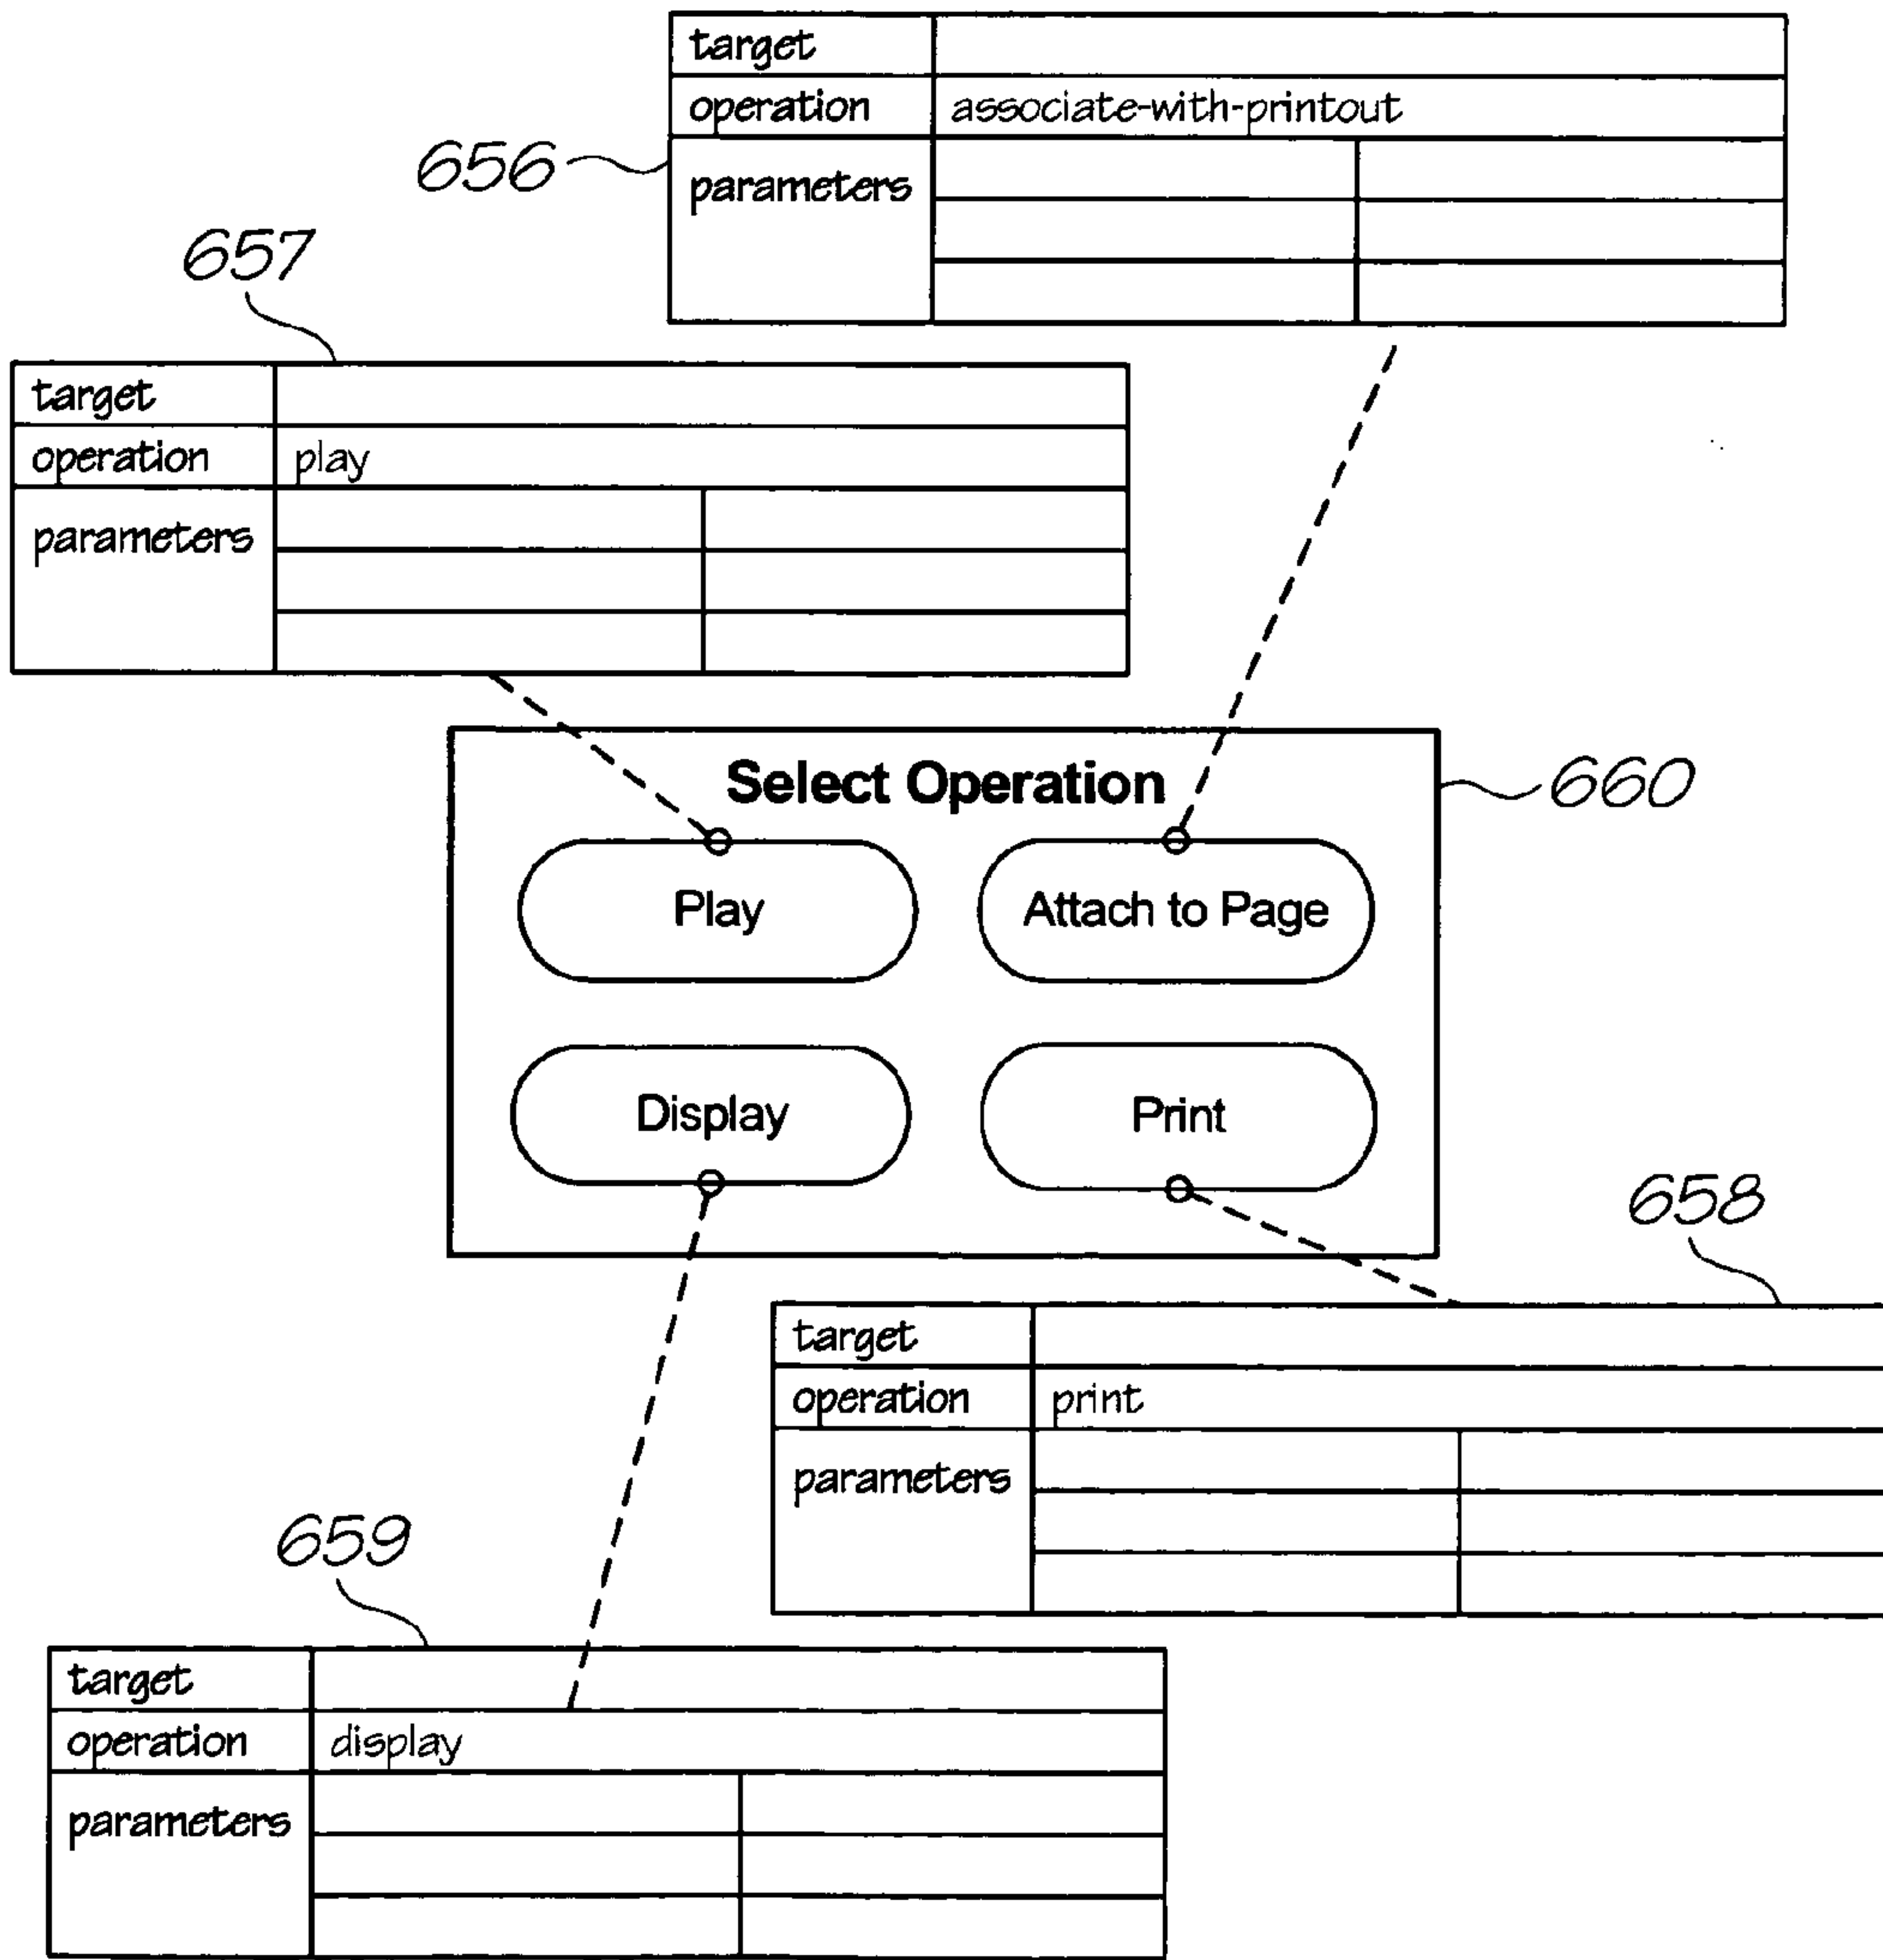 target
operation associate-with-printout
656
parameters
657
target
operation play
parameters
Select Operation
660
Play Attach to Page
Display Print
658
target
operation print
parameters
659
target
operation display
parameters